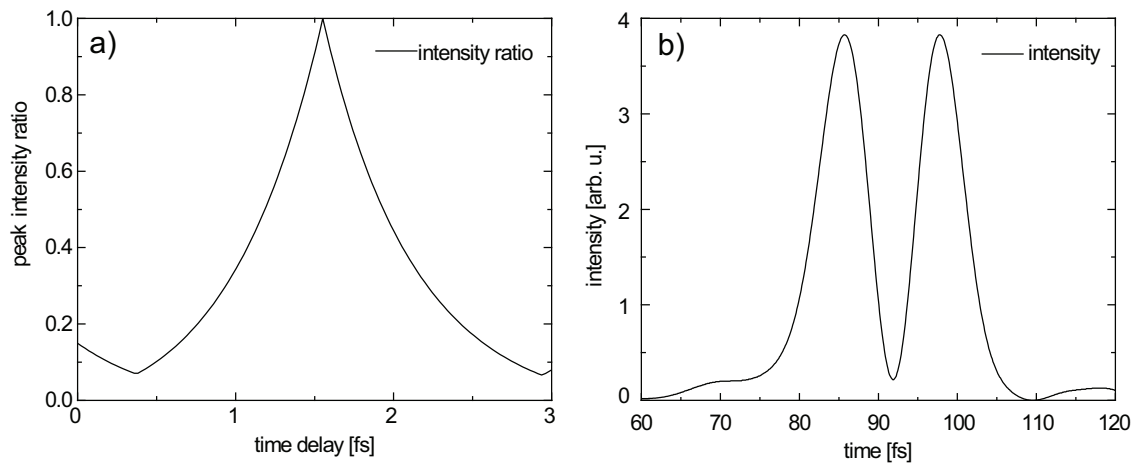 a)
intensity ratio
peak intensity ratio
1.0
0.8
0.6
0.4
0.2
0.0
0
1
2
3
time delay [fs]
b)
intensity
intensity [arb. u.]
4
3
2
1
0
60
70
80
90
100
110
120
time [fs]